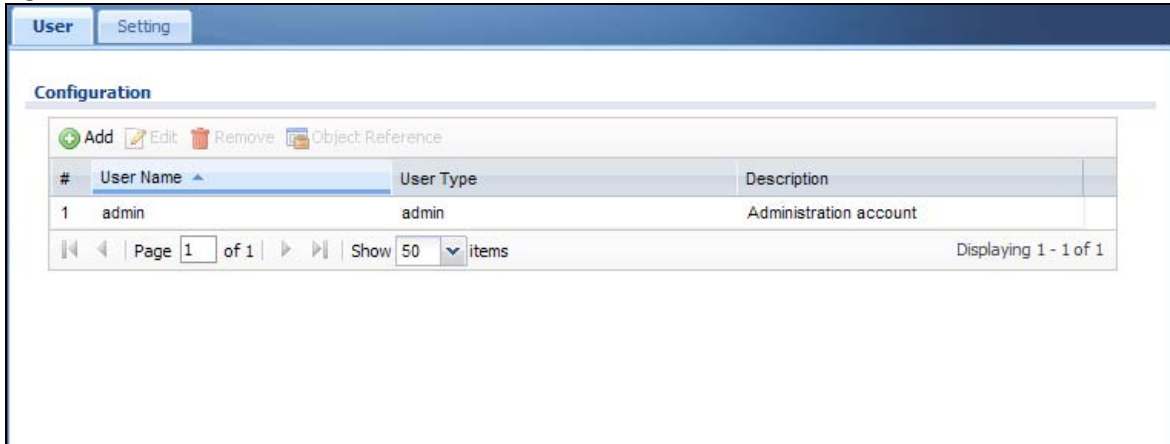 User Setting
Configuration
Add Edit Remove Object Reference
# User Name User Type Description
1 admin admin Administration account
Page 1 of 1 Show 50 items Displaying 1 - 1 of 1